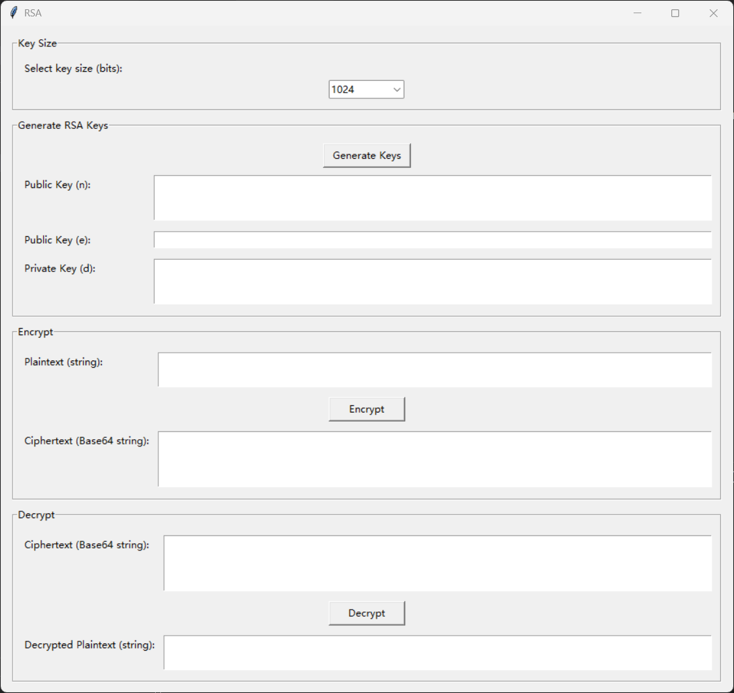 RSA
Key Size
Select key size (bits):
1024
Generate RSA Keys
Generate Keys
Public Key (n):
Public Key (e):
Private Key (d):
Encrypt
Plaintext (string):
Encrypt
Ciphertext (Base64 string):
Decrypt
Ciphertext (Base64 string):
Decrypt
Decrypted Plaintext (string):